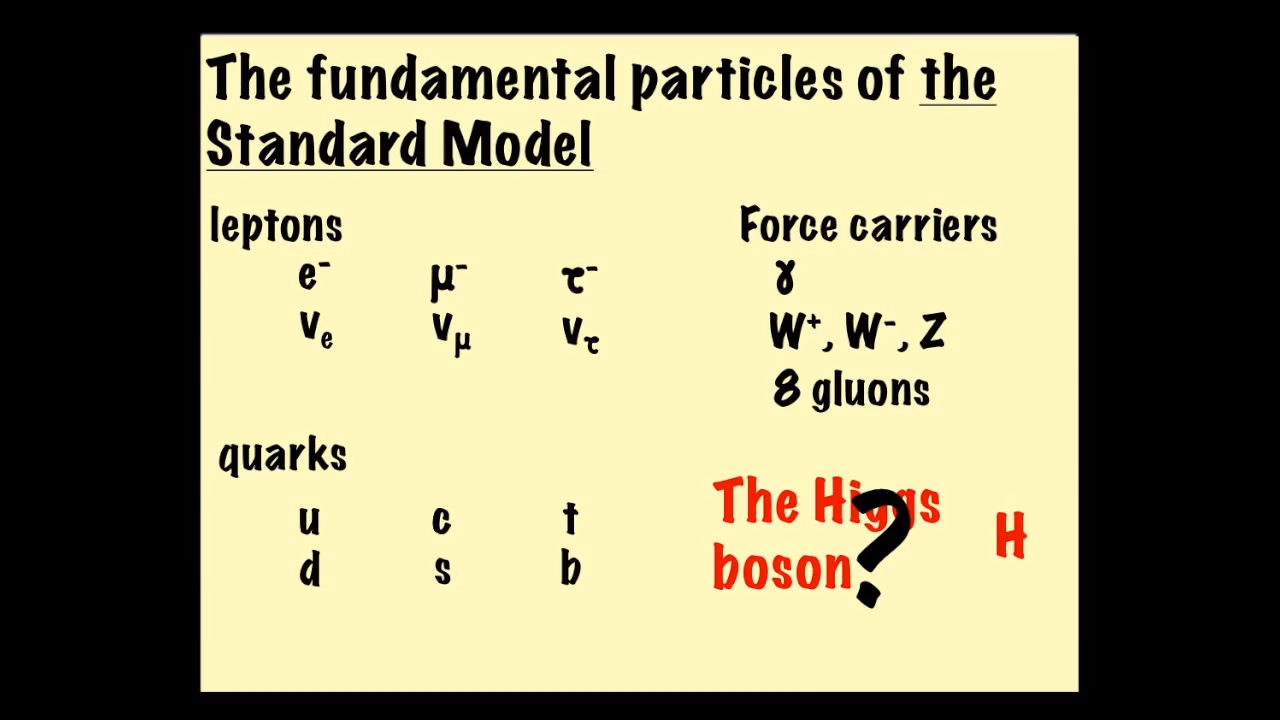 The fundamental particles of the
Standard Model
leptons
e⁻ μ⁻ τ⁻
νₑ ν_μ ν_τ
quarks
u c t
d s b
Force carriers
γ
W⁺, W⁻, Z
8 gluons
The Higgs
boson ?
H